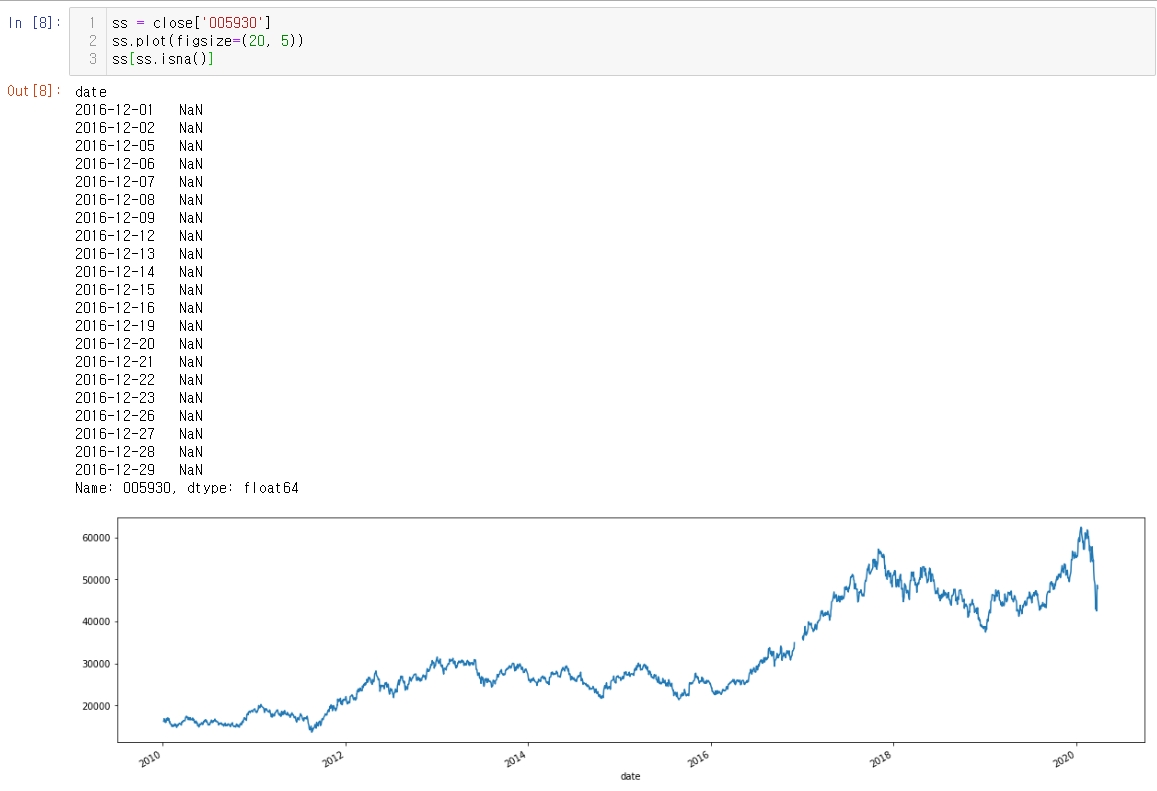 In [8]:
1 ss = close['005930']
2 ss.plot(figsize=(20, 5))
3 ss[ss.isna()]
Out[8]:
date
2016-12-01 NaN
2016-12-02 NaN
2016-12-05 NaN
2016-12-06 NaN
2016-12-07 NaN
2016-12-08 NaN
2016-12-09 NaN
2016-12-12 NaN
2016-12-13 NaN
2016-12-14 NaN
2016-12-15 NaN
2016-12-16 NaN
2016-12-19 NaN
2016-12-20 NaN
2016-12-21 NaN
2016-12-22 NaN
2016-12-23 NaN
2016-12-26 NaN
2016-12-27 NaN
2016-12-28 NaN
2016-12-29 NaN
Name: 005930, dtype: float64
60000
50000
40000
30000
20000
2010 2012 2014 2016 2018 2020
date